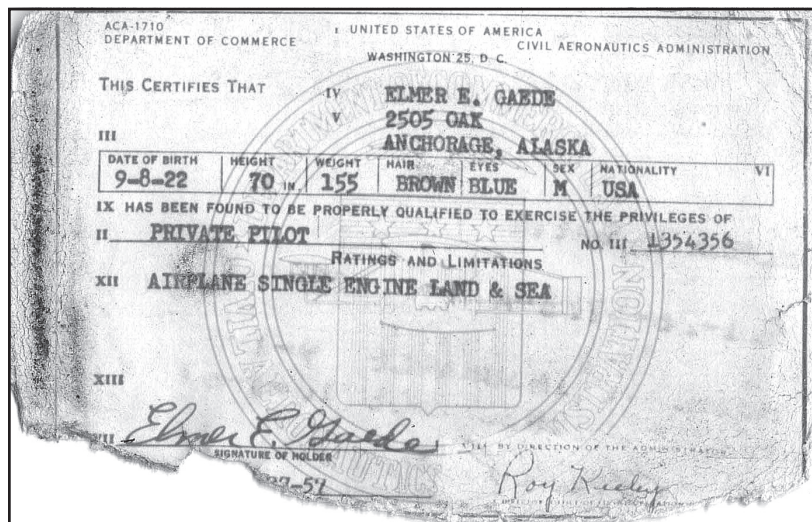 ACA-1710 I UNITED STATES OF AMERICA
DEPARTMENT OF COMMERCE CIVIL AERONAUTICS ADMINISTRATION
WASHINGTON 25, D. C.
THIS CERTIFIES THAT IV ELMER E. GAEDE
V 2505 OAK
III ANCHORAGE, ALASKA
DATE OF BIRTH HEIGHT WEIGHT HAIR EYES SEX NATIONALITY VI
9-8-22 70 IN 155 BROWN BLUE M USA
IX HAS BEEN FOUND TO BE PROPERLY QUALIFIED TO EXERCISE THE PRIVILEGES OF
II PRIVATE PILOT NO. III 1354356
RATINGS AND LIMITATIONS
XII AIRPLANE SINGLE ENGINE LAND & SEA
XIII
VII Elmer E. Gaede VIII BY DIRECTION OF THE ADMINISTRATOR
SIGNATURE OF HOLDER
27-57 Roy Keeley